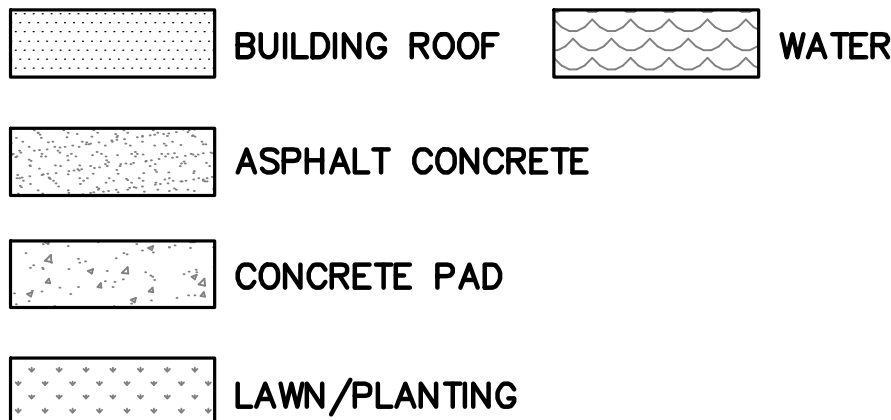 BUILDING ROOF
WATER
ASPHALT CONCRETE
CONCRETE PAD
LAWN/PLANTING